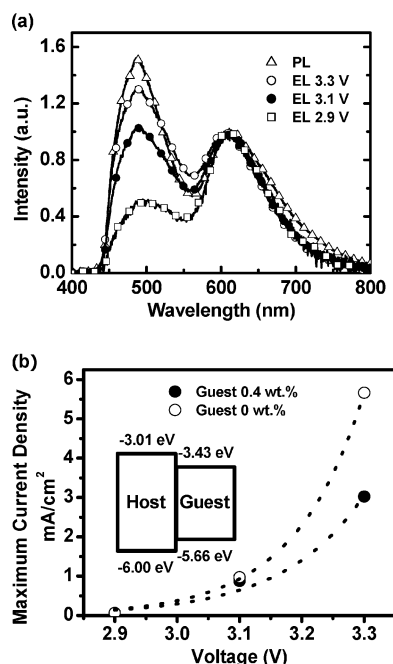 (a)
1.6
1.2
0.8
0.4
0.0
Intensity (a.u.)
PL
EL 3.3 V
EL 3.1 V
EL 2.9 V
400 500 600 700 800
Wavelength (nm)
(b)
6
5
4
3
2
1
0
Maximum Current Density
mA/cm²
Guest 0.4 wt.%
Guest 0 wt.%
-3.01 eV
-3.43 eV
Host
Guest
-5.66 eV
-6.00 eV
2.9 3.0 3.1 3.2 3.3
Voltage (V)